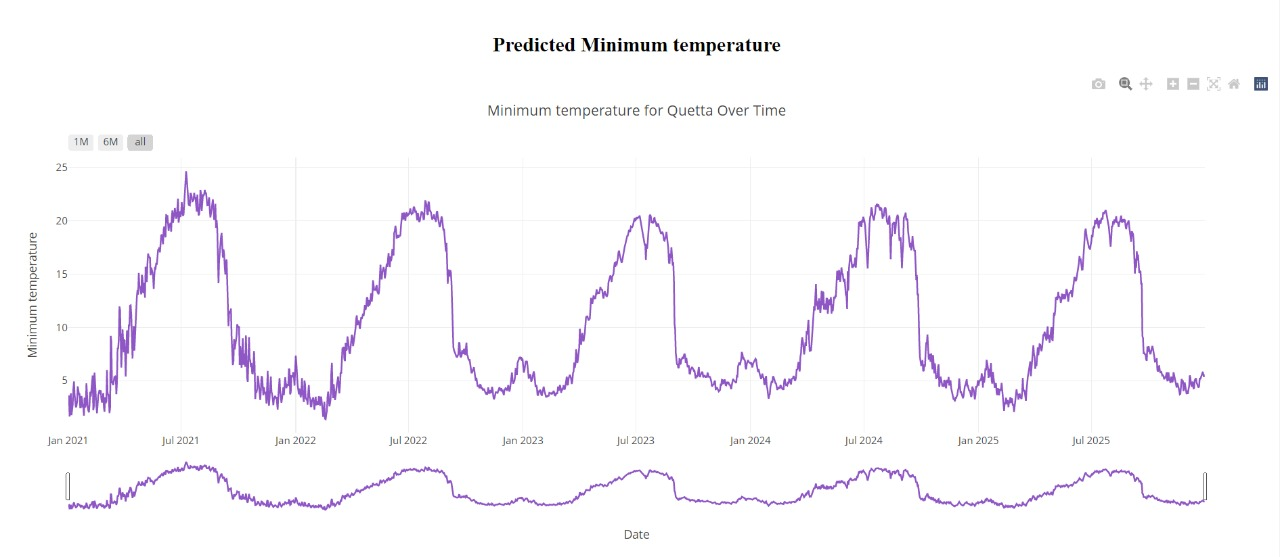 Predicted Minimum temperature
Minimum temperature for Quetta Over Time
1M 6M all
Minimum temperature
25
20
15
10
5
Jan 2021 Jul 2021 Jan 2022 Jul 2022 Jan 2023 Jul 2023 Jan 2024 Jul 2024 Jan 2025 Jul 2025
Date